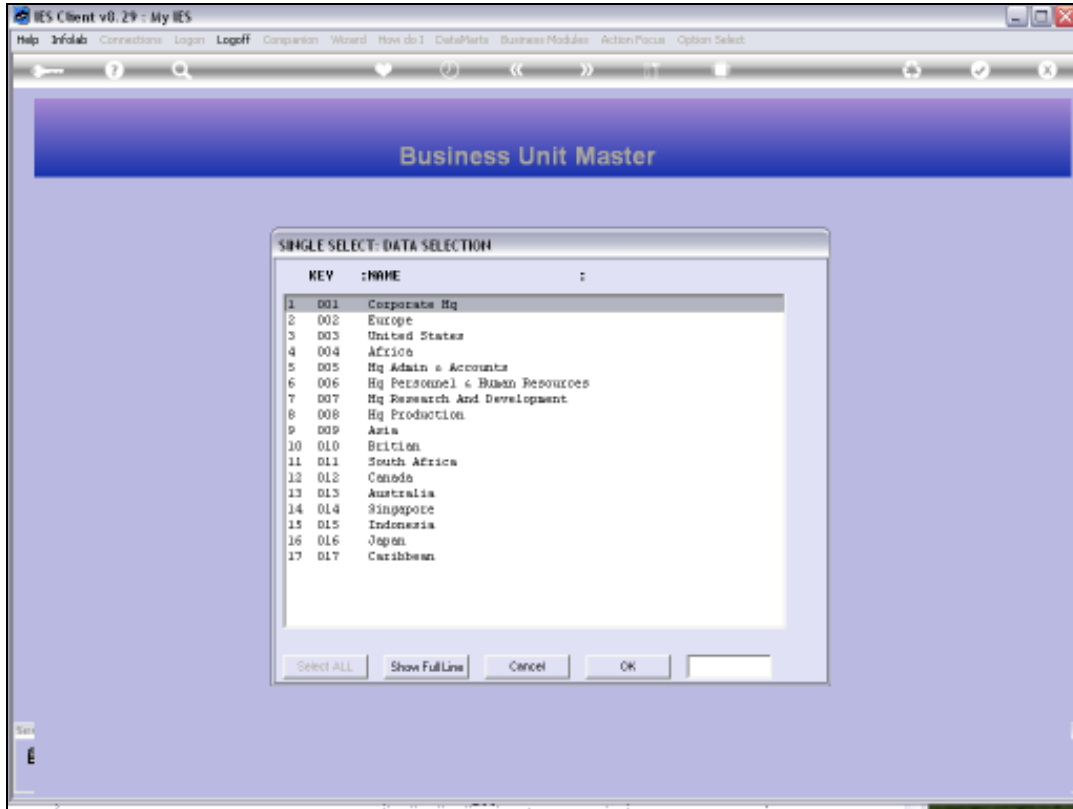 IES Client v8.29 : My IES
Help Infolab Connections Logon Logoff Companion Wizard How do I DataMarts Business Modules Action Focus Option Select
Business Unit Master
SINGLE SELECT: DATA SELECTION
KEY :NAME :
1 001 Corporate Hq
2 002 Europe
3 003 United States
4 004 Africa
5 005 Hq Admin & Accounts
6 006 Hq Personnel & Human Resources
7 007 Hq Research And Development
8 008 Hq Production
9 009 Asia
10 010 Britian
11 011 South Africa
12 012 Canada
13 013 Australia
14 014 Singapore
15 015 Indonesia
16 016 Japan
17 017 Caribbean
Select ALL Show Full Line Cancel OK